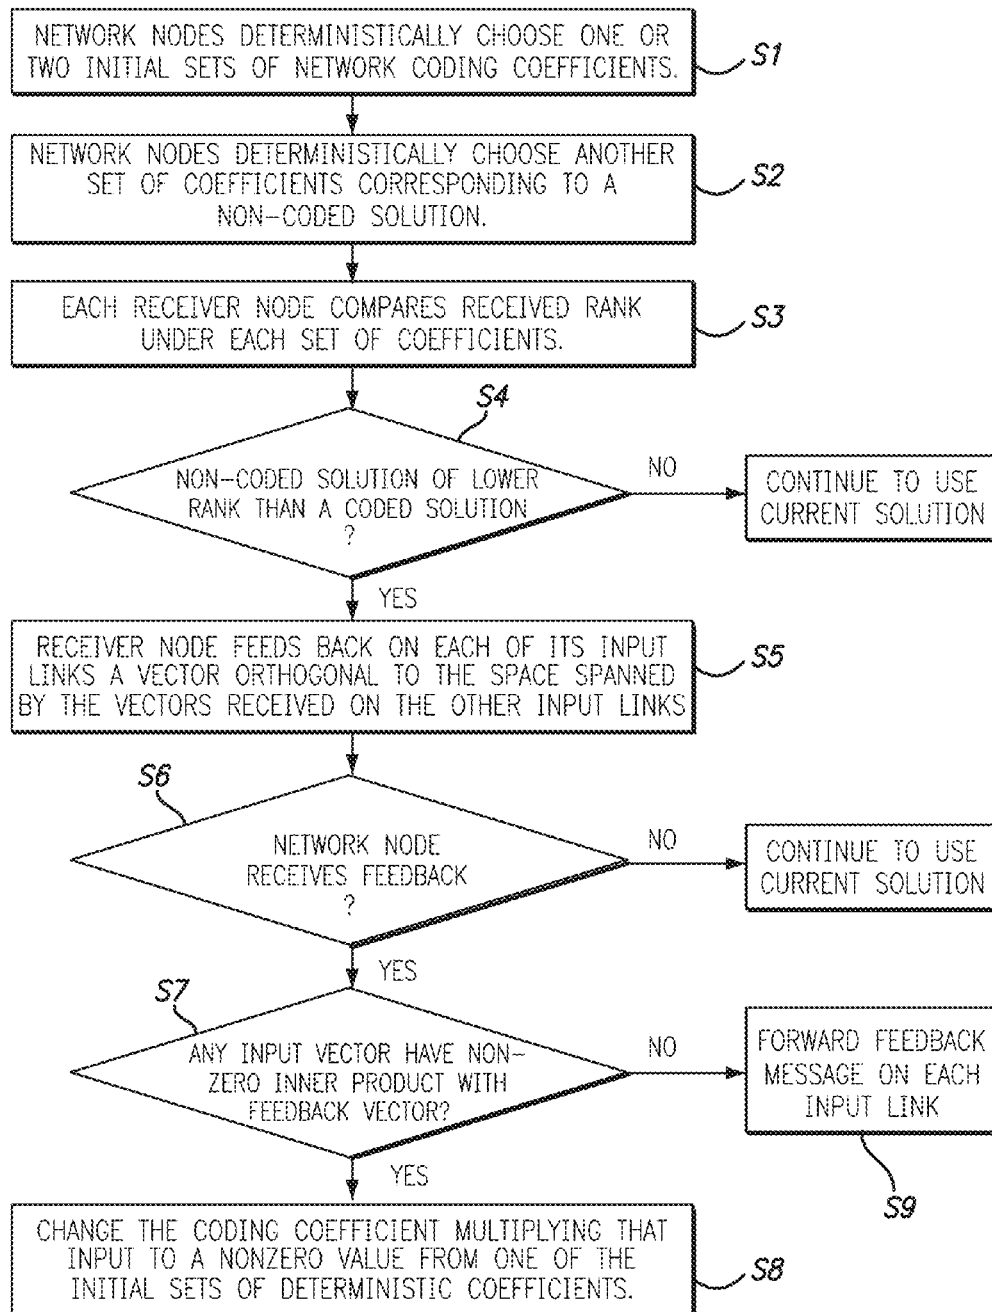 NETWORK NODES DETERMINISTICALLY CHOOSE ONE OR
TWO INITIAL SETS OF NETWORK CODING COEFFICIENTS.
S1
NETWORK NODES DETERMINISTICALLY CHOOSE ANOTHER
SET OF COEFFICIENTS CORRESPONDING TO A
NON-CODED SOLUTION.
S2
EACH RECEIVER NODE COMPARES RECEIVED RANK
UNDER EACH SET OF COEFFICIENTS.
S3
S4
NON-CODED SOLUTION OF LOWER
RANK THAN A CODED SOLUTION
?
NO
CONTINUE TO USE
CURRENT SOLUTION
YES
RECEIVER NODE FEEDS BACK ON EACH OF ITS INPUT
LINKS A VECTOR ORTHOGONAL TO THE SPACE SPANNED
BY THE VECTORS RECEIVED ON THE OTHER INPUT LINKS
S5
S6
NETWORK NODE
RECEIVES FEEDBACK
?
NO
CONTINUE TO USE
CURRENT SOLUTION
YES
S7
ANY INPUT VECTOR HAVE NON-
ZERO INNER PRODUCT WITH
FEEDBACK VECTOR?
NO
FORWARD FEEDBACK
MESSAGE ON EACH
INPUT LINK
S9
YES
CHANGE THE CODING COEFFICIENT MULTIPLYING THAT
INPUT TO A NONZERO VALUE FROM ONE OF THE
INITIAL SETS OF DETERMINISTIC COEFFICIENTS.
S8